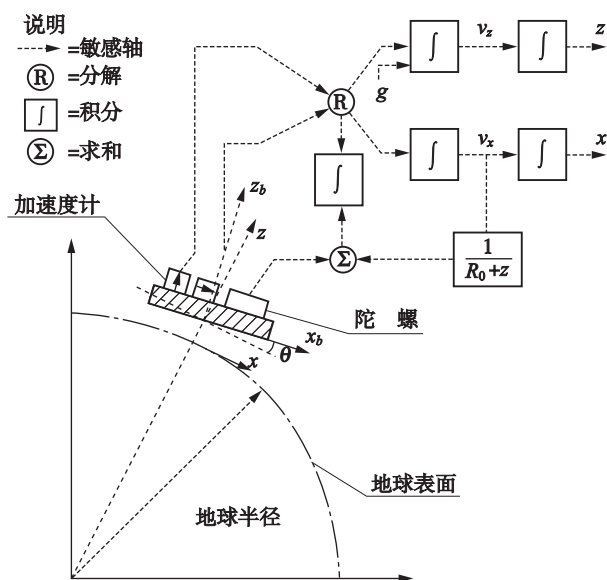 说明
=敏感轴
R =分解
∫ =积分
Σ =求和
加速度计
R
g
∫
v_z
∫
z
∫
v_x
∫
x
∫
Σ
1/(R_0+z)
z_b
z
陀 螺
x_b
θ
x
地球表面
地球半径